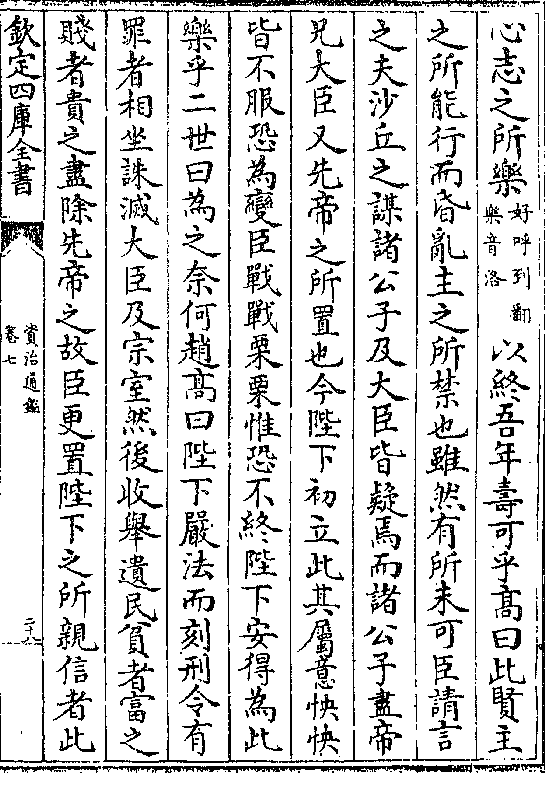 心志之所樂好呼到翻樂音洛以終吾年壽可乎高曰此賢主
之所能行而昏亂主之所禁也雖然有所未可臣請言
之夫沙丘之謀諸公子及大臣皆疑焉而諸公子盡帝
兄大臣又先帝之所置也今陛下初立此其屬意怏怏
皆不服恐為變臣戰戰栗栗惟恐不終陛下安得為此
樂乎二世曰為之奈何趙高曰陛下嚴法而刻刑令有
罪者相坐誅滅大臣及宗室然後收舉遺民貧者富之
賤者貴之盡除先帝之故臣更置陛下之所親信者此
欽定四庫全書
資治通鑑
卷七
二十六